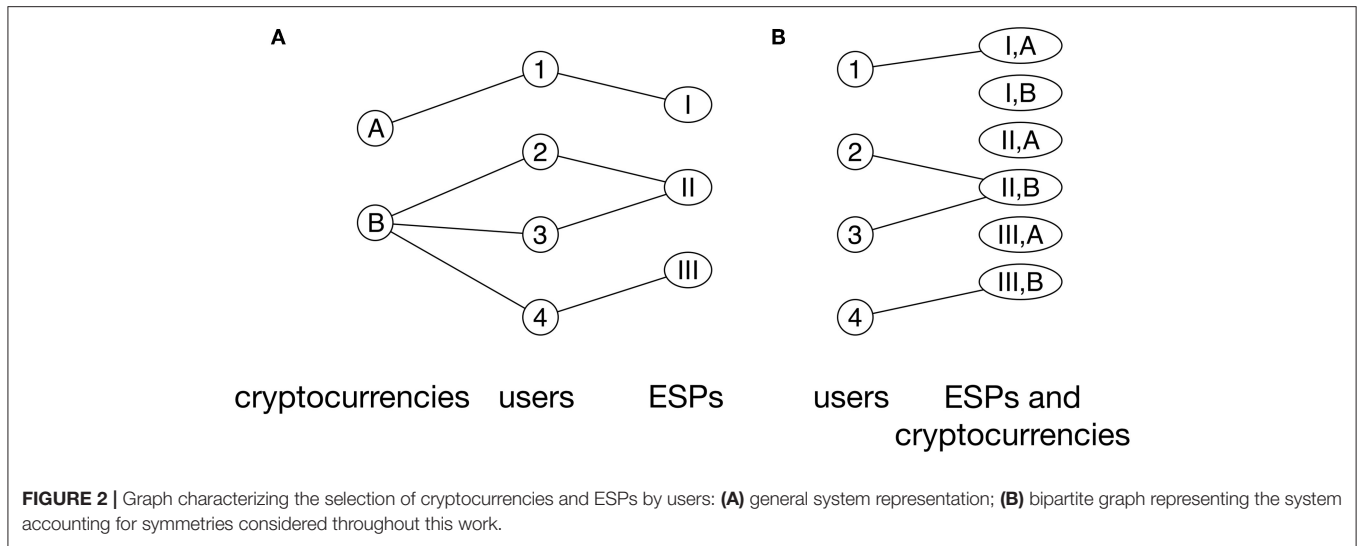 A
B
1
I
A
2
II
B
3
III
4
1
I,A
I,B
2
II,A
II,B
3
III,A
III,B
4
cryptocurrencies users ESPs
users ESPs and
cryptocurrencies
FIGURE 2 | Graph characterizing the selection of cryptocurrencies and ESPs by users: (A) general system representation; (B) bipartite graph representing the system
accounting for symmetries considered throughout this work.